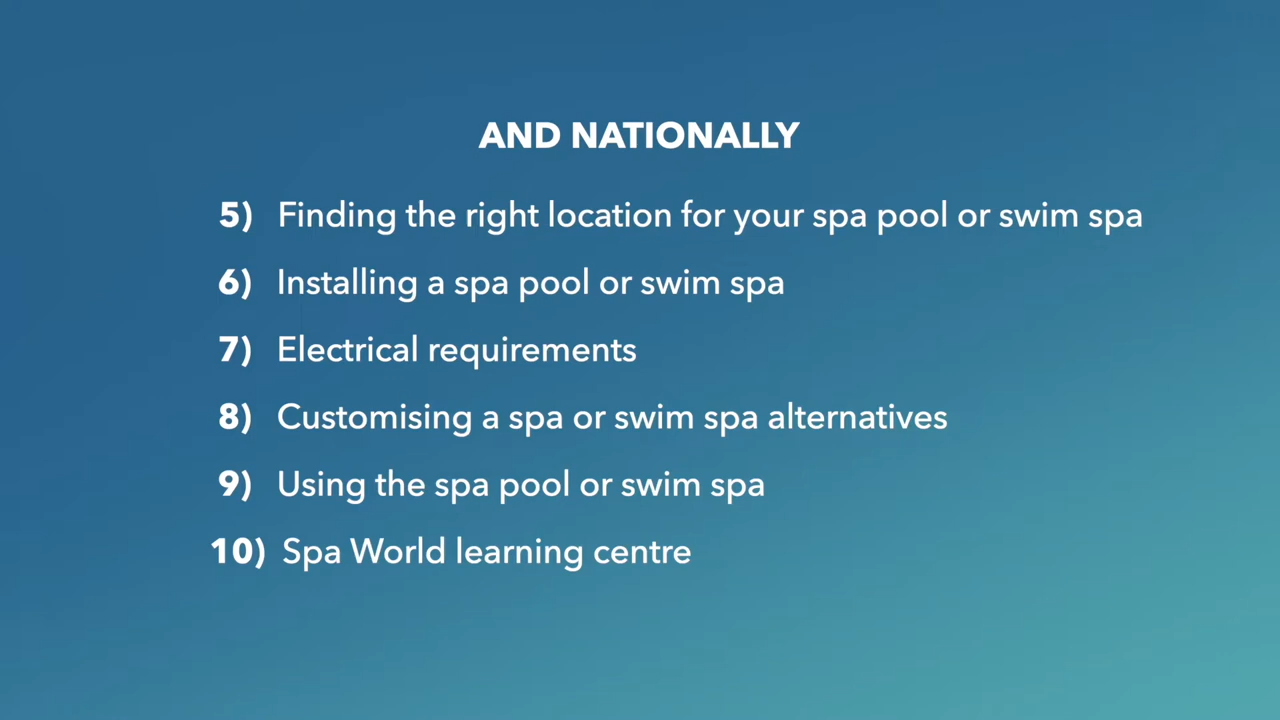 AND NATIONALLY
5) Finding the right location for your spa pool or swim spa
6) Installing a spa pool or swim spa
7) Electrical requirements
8) Customising a spa or swim spa alternatives
9) Using the spa pool or swim spa
10) Spa World learning centre